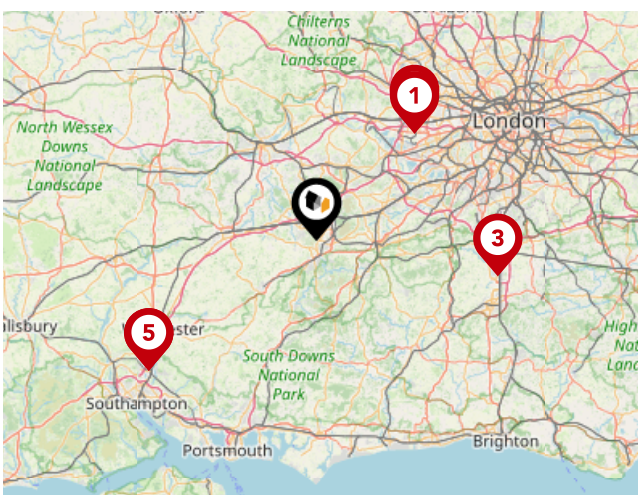 Chilterns
National
Landscape
1
London
North Wessex
Downs
National
Landscape
3
5
South Downs
National
Park
Southampton
Portsmouth
Brighton